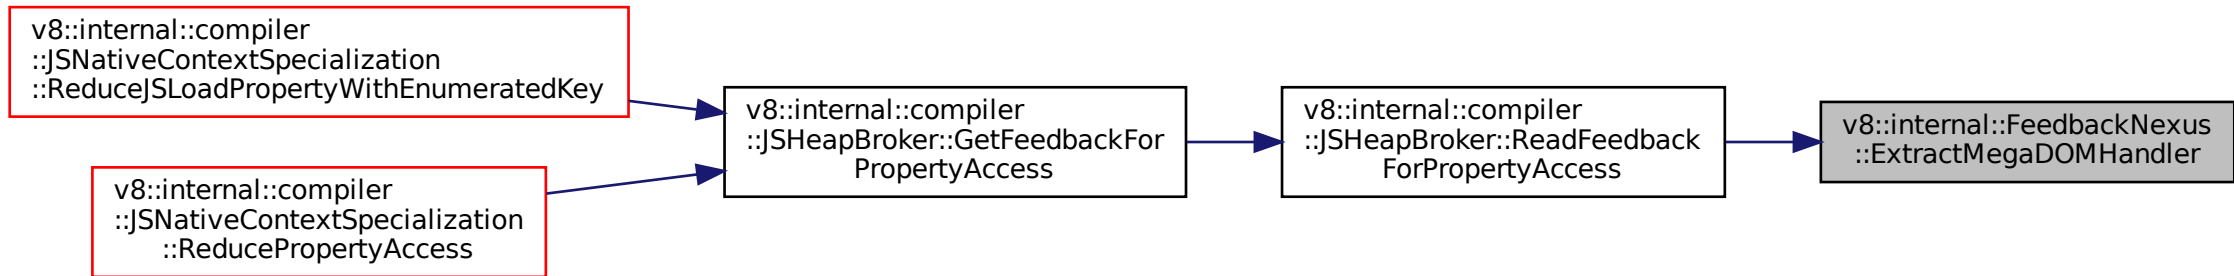 v8::internal::compiler
::JSNativeContextSpecialization
::ReduceJSLoadPropertyWithEnumeratedKey
v8::internal::compiler
::JSNativeContextSpecialization
::ReducePropertyAccess
v8::internal::compiler
::JSHeapBroker::GetFeedbackFor
PropertyAccess
v8::internal::compiler
::JSHeapBroker::ReadFeedback
ForPropertyAccess
v8::internal::FeedbackNexus
::ExtractMegaDOMHandler